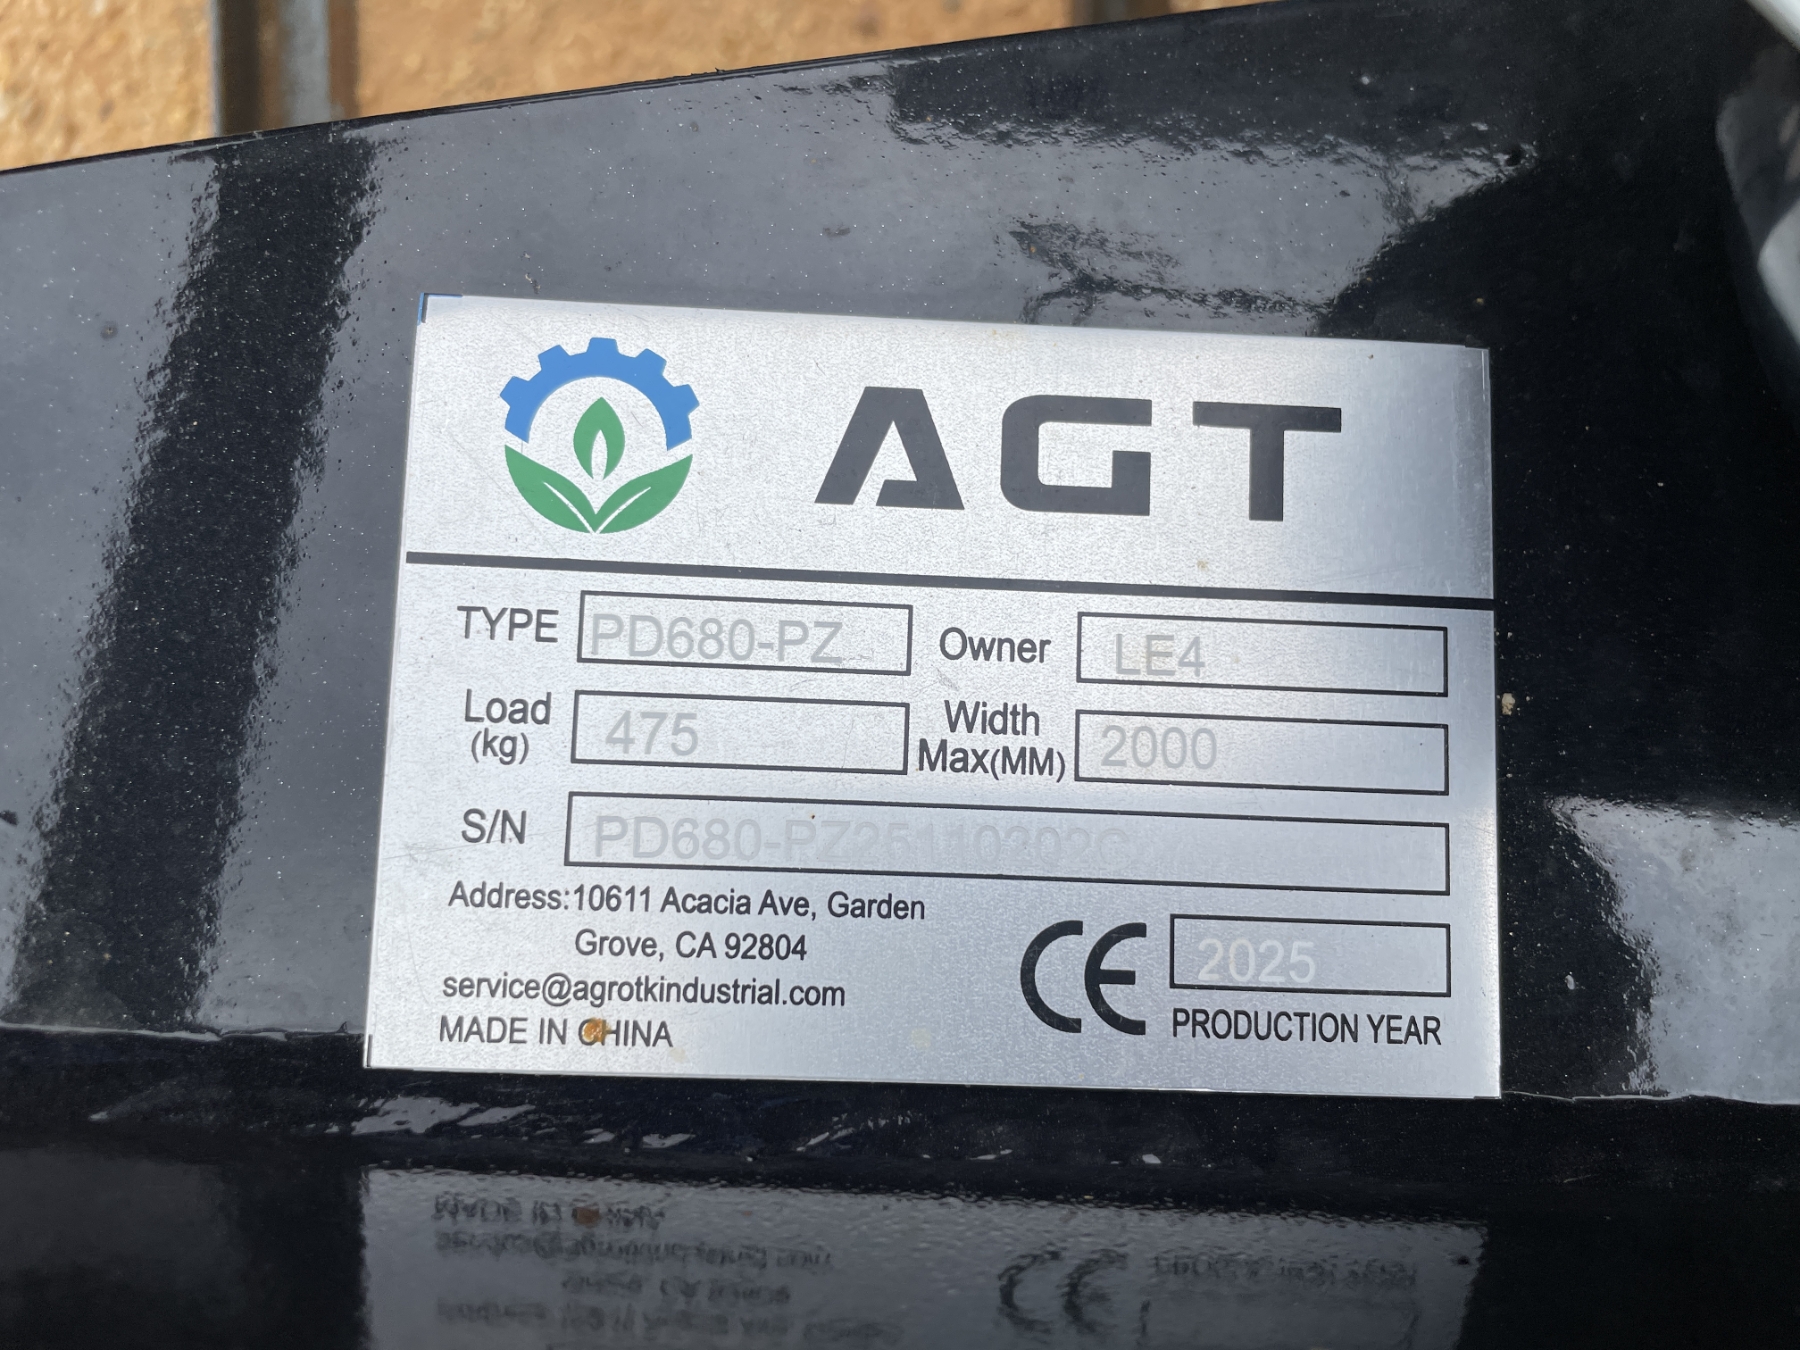 AGT
TYPE PD680-PZ Owner LE4
Load (kg) 475 Width Max(MM) 2000
S/N
Address:10611 Acacia Ave, Garden
Grove, CA 92804
service@agrotkindustrial.com
MADE IN CHINA
CE 2025
PRODUCTION YEAR